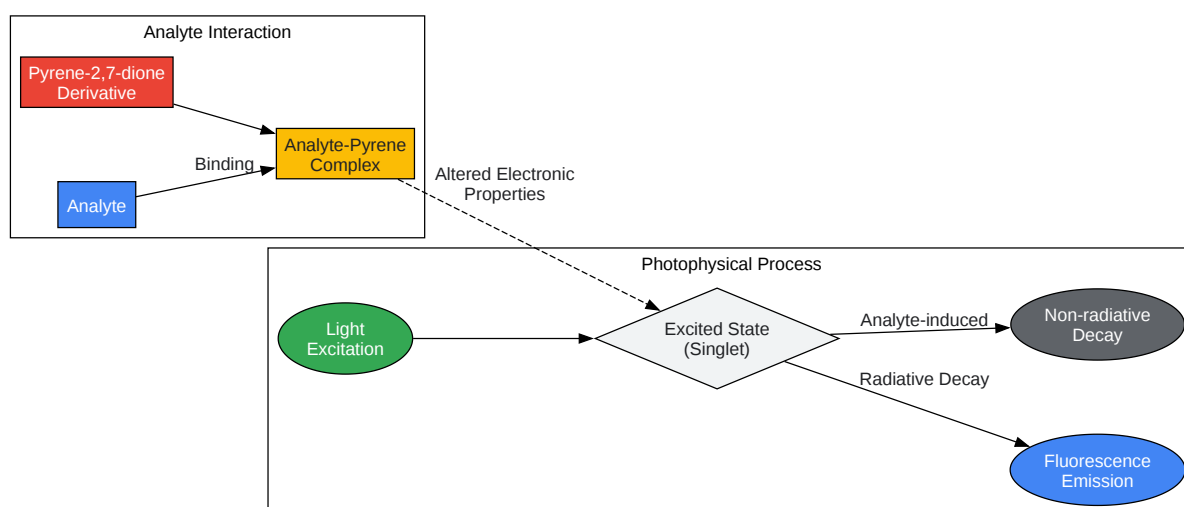 Analyte Interaction
Pyrene-2,7-dione
Derivative
Binding
Analyte
Analyte-Pyrene
Complex
Altered Electronic
Properties
Photophysical Process
Light
Excitation
Excited State
(Singlet)
Analyte-induced
Non-radiative
Decay
Radiative Decay
Fluorescence
Emission